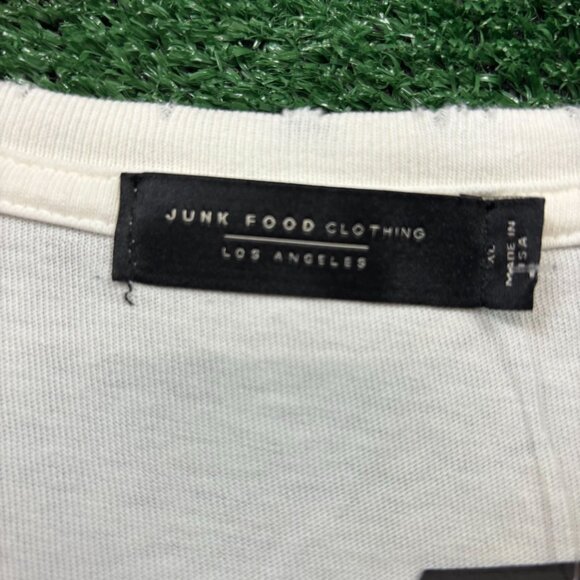 JUNK FOOD CLOTHING
LOS ANGELES
XL
MADE IN
USA